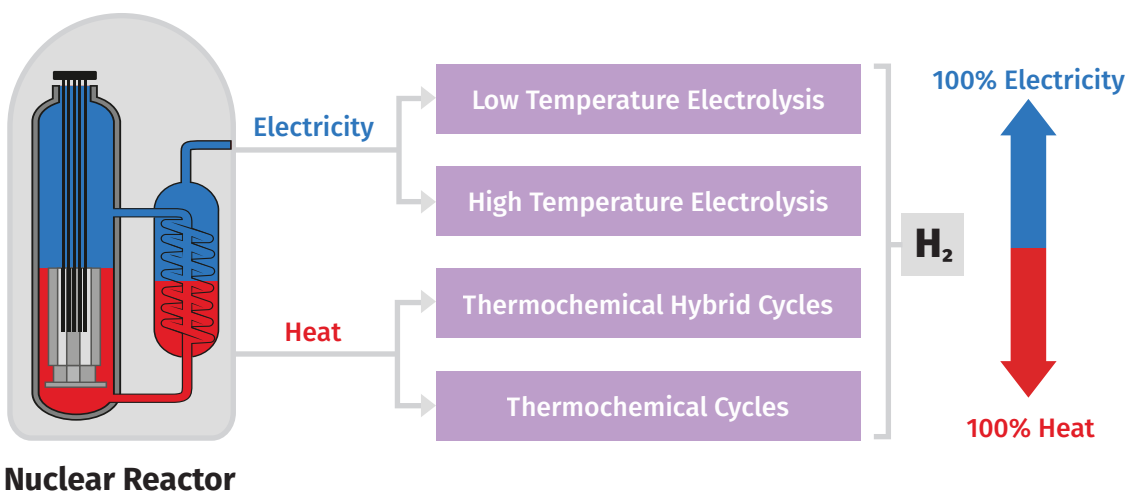 Electricity
Heat
Nuclear Reactor
Low Temperature Electrolysis
High Temperature Electrolysis
Thermochemical Hybrid Cycles
Thermochemical Cycles
H₂
100% Electricity
100% Heat